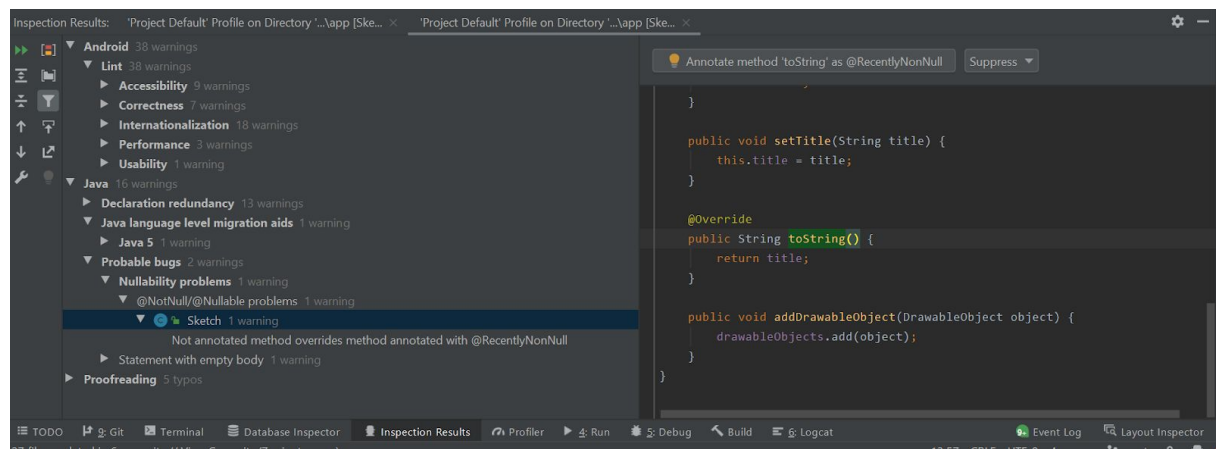 Inspection Results: 'Project Default' Profile on Directory '...\app [Ske... 'Project Default' Profile on Directory '...\app [Ske...
Android 38 warnings
Lint 38 warnings
Accessibility 9 warnings
Correctness 7 warnings
Internationalization 18 warnings
Performance 3 warnings
Usability 1 warning
Java 16 warnings
Declaration redundancy 13 warnings
Java language level migration aids 1 warning
Java 5 1 warning
Probable bugs 2 warnings
Nullability problems 1 warning
@NotNull/@Nullable problems 1 warning
C Sketch 1 warning
Not annotated method overrides method annotated with @RecentlyNonNull
Statement with empty body 1 warning
Proofreading 5 typos
Annotate method 'toString' as @RecentlyNonNull Suppress
}
public void setTitle(String title) {
this.title = title;
}
@Override
public String toString() {
return title;
}
public void addDrawableObject(DrawableObject object) {
drawableObjects.add(object);
}
}
TODO 9: Git Terminal Database Inspector Inspection Results Profiler 4: Run 5: Debug Build 6: Logcat Event Log Layout Inspector